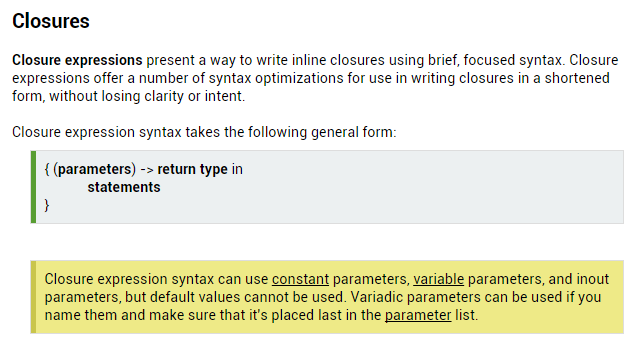 Closures
Closure expressions present a way to write inline closures using brief, focused syntax. Closure
expressions offer a number of syntax optimizations for use in writing closures in a shortened
form, without losing clarity or intent.
Closure expression syntax takes the following general form:
{ (parameters) -> return type in
statements
}
Closure expression syntax can use constant parameters, variable parameters, and inout
parameters, but default values cannot be used. Variadic parameters can be used if you
name them and make sure that it's placed last in the parameter list.